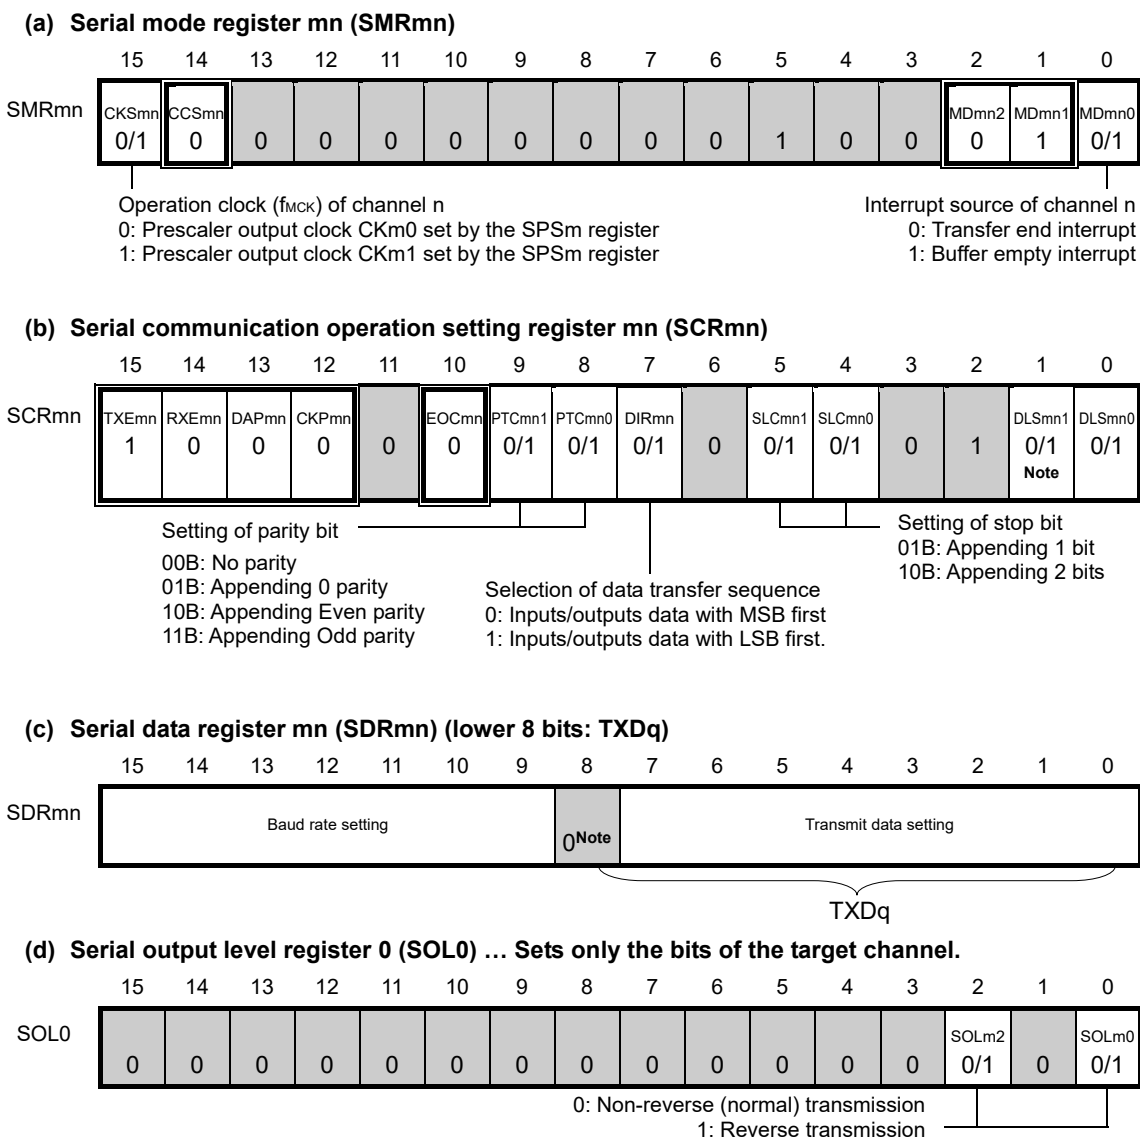 (a) Serial mode register mn (SMRmn)
15 14 13 12 11 10 9 8 7 6 5 4 3 2 1 0
SMRmn CKSmn CCSmn MDmn2 MDmn1 MDmn0
0/1 0 0 0 0 0 0 0 0 0 1 0 0 0 1 0/1
Operation clock (fMCK) of channel n
0: Prescaler output clock CKm0 set by the SPSm register
1: Prescaler output clock CKm1 set by the SPSm register
Interrupt source of channel n
0: Transfer end interrupt
1: Buffer empty interrupt
(b) Serial communication operation setting register mn (SCRmn)
15 14 13 12 11 10 9 8 7 6 5 4 3 2 1 0
SCRmn TXEmn RXEmn DAPmn CKPmn EOCmn PTCmn1 PTCmn0 DIRmn SLCmn1 SLCmn0 DLSmn1 DLSmn0
1 0 0 0 0 0 0/1 0/1 0/1 0 0/1 0/1 0 1 0/1 0/1
Note
Setting of parity bit
00B: No parity
01B: Appending 0 parity
10B: Appending Even parity
11B: Appending Odd parity
Selection of data transfer sequence
0: Inputs/outputs data with MSB first
1: Inputs/outputs data with LSB first.
Setting of stop bit
01B: Appending 1 bit
10B: Appending 2 bits
(c) Serial data register mn (SDRmn) (lower 8 bits: TXDq)
15 14 13 12 11 10 9 8 7 6 5 4 3 2 1 0
SDRmn Baud rate setting 0Note Transmit data setting
TXDq
(d) Serial output level register 0 (SOL0) … Sets only the bits of the target channel.
15 14 13 12 11 10 9 8 7 6 5 4 3 2 1 0
SOL0 SOLm2 SOLm0
0 0 0 0 0 0 0 0 0 0 0 0 0 0/1 0 0/1
0: Non-reverse (normal) transmission
1: Reverse transmission